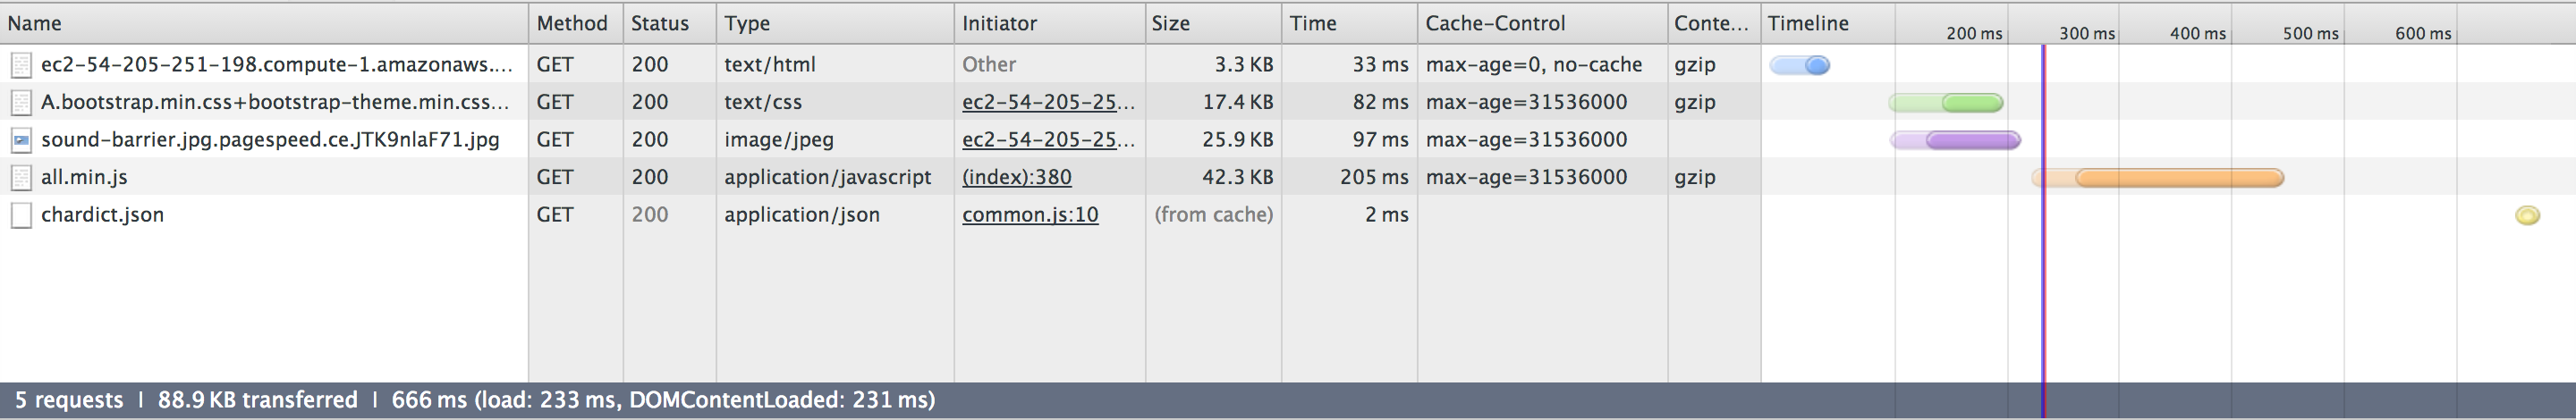 Name Method Status Type Initiator Size Time Cache-Control Conte... Timeline 200 ms 300 ms 400 ms 500 ms 600 ms
ec2-54-205-251-198.compute-1.amazonaws.... GET 200 text/html Other 3.3 KB 33 ms max-age=0, no-cache gzip
A.bootstrap.min.css+bootstrap-theme.min.css... GET 200 text/css ec2-54-205-25... 17.4 KB 82 ms max-age=31536000 gzip
sound-barrier.jpg.pagespeed.ce.JTK9nlaF71.jpg GET 200 image/jpeg ec2-54-205-25... 25.9 KB 97 ms max-age=31536000
all.min.js GET 200 application/javascript (index):380 42.3 KB 205 ms max-age=31536000 gzip
chardict.json GET 200 application/json common.js:10 (from cache) 2 ms
5 requests | 88.9 KB transferred | 666 ms (load: 233 ms, DOMContentLoaded: 231 ms)